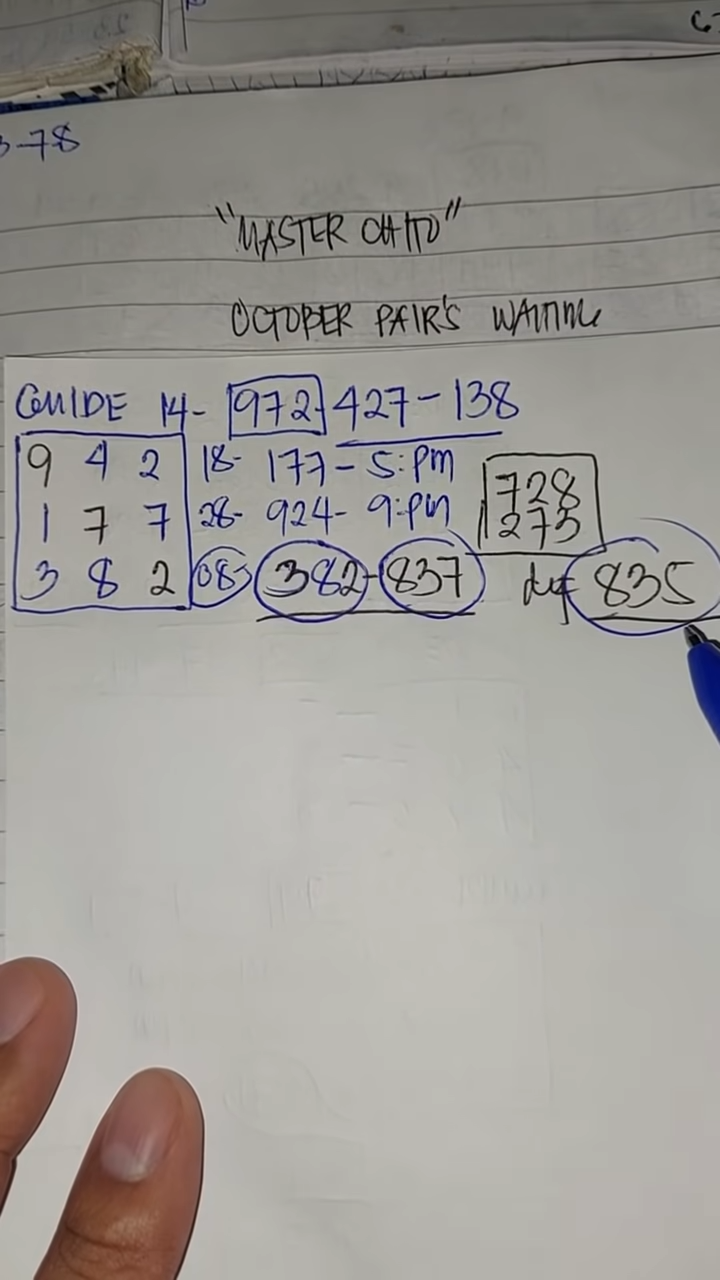 -78
"MASTER CHITO"
OCTOBER PAIR'S WAITING
GUIDE 14- 972- 427-138
9 4 2 18- 177-5:pm
1 7 7 28- 924- 9:pm
728
273
3 8 2 08- 382-837 def 835